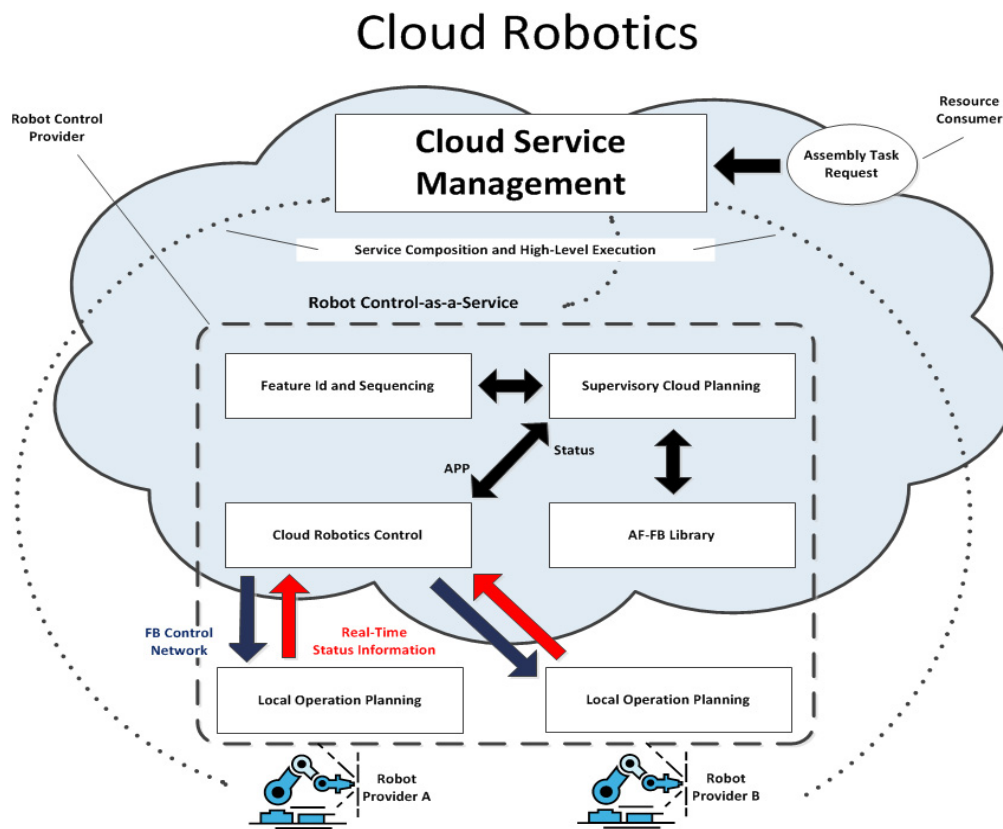 Cloud Robotics
Robot Control
Provider
Resource
Consumer
Cloud Service
Management
Assembly Task
Request
Service Composition and High-Level Execution
Robot Control-as-a-Service
Feature Id and Sequencing
Supervisory Cloud Planning
APP
Status
Cloud Robotics Control
AF-FB Library
FB Control
Network
Real-Time
Status Information
Local Operation Planning
Local Operation Planning
Robot
Provider A
Robot
Provider B